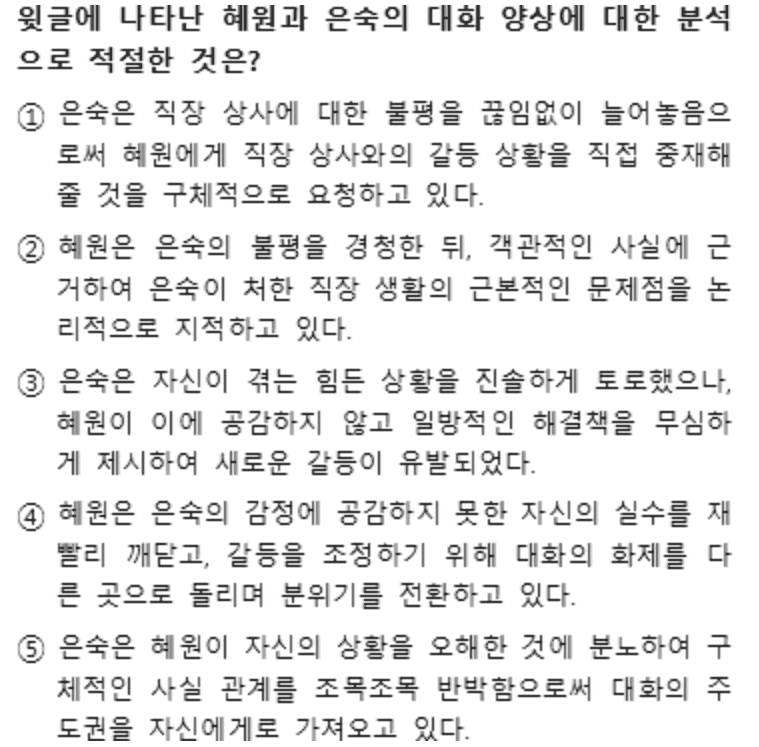 윗글에 나타난 혜원과 은숙의 대화 양상에 대한 분석
으로 적절한 것은?
① 은숙은 직장 상사에 대한 불평을 끊임없이 늘어놓음으
로써 혜원에게 직장 상사와의 갈등 상황을 직접 중재해
줄 것을 구체적으로 요청하고 있다.
② 혜원은 은숙의 불평을 경청한 뒤, 객관적인 사실에 근
거하여 은숙이 처한 직장 생활의 근본적인 문제점을 논
리적으로 지적하고 있다.
③ 은숙은 자신이 겪는 힘든 상황을 진솔하게 토로했으나,
혜원이 이에 공감하지 않고 일방적인 해결책을 무심하
게 제시하여 새로운 갈등이 유발되었다.
④ 혜원은 은숙의 감정에 공감하지 못한 자신의 실수를 재
빨리 깨닫고, 갈등을 조정하기 위해 대화의 화제를 다
른 곳으로 돌리며 분위기를 전환하고 있다.
⑤ 은숙은 혜원이 자신의 상황을 오해한 것에 분노하여 구
체적인 사실 관계를 조목조목 반박함으로써 대화의 주
도권을 자신에게로 가져오고 있다.